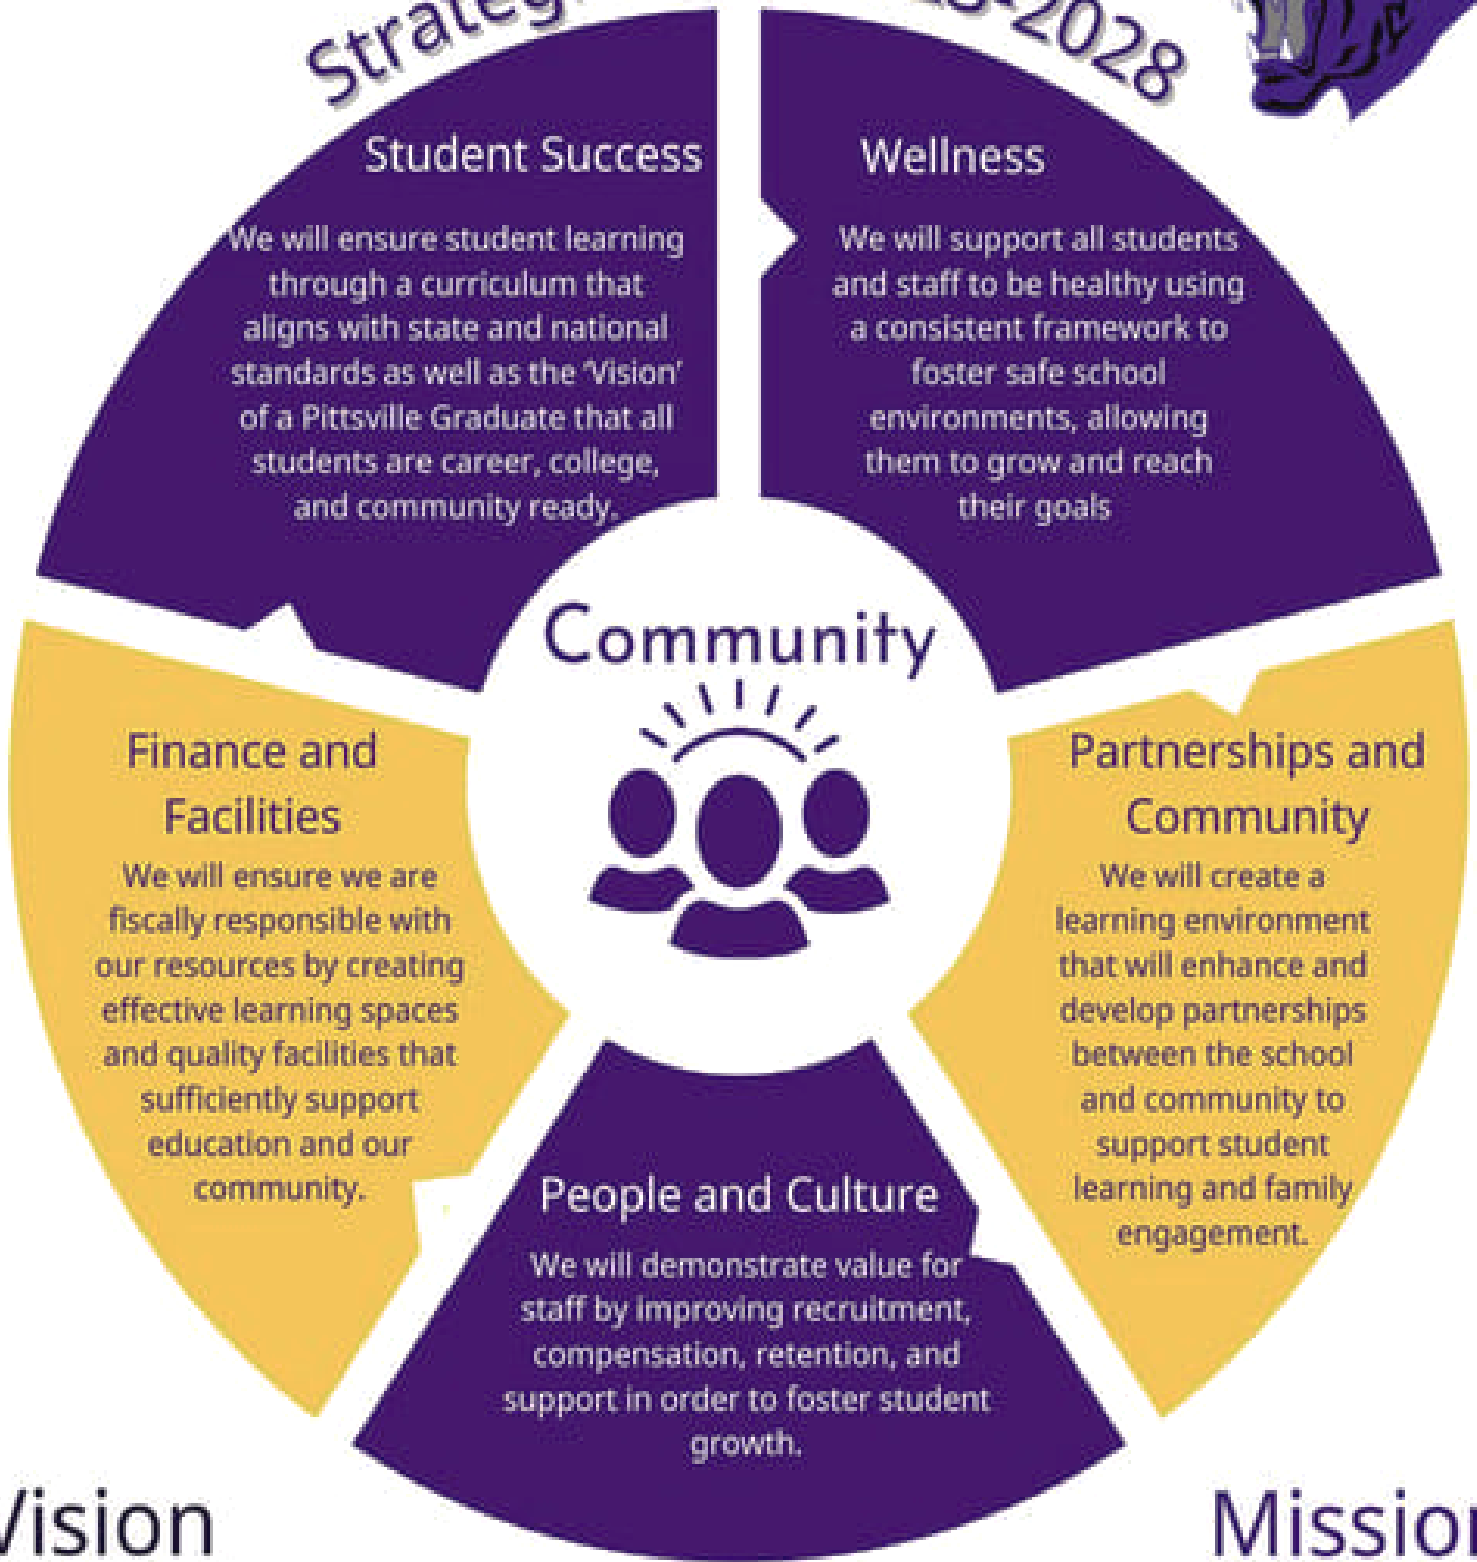 -2028
Student Success
We will ensure student learning
through a curriculum that
aligns with state and national
standards as well as the ‘Vision’
of a Pittsville Graduate that all
students are career, college,
and community ready.
Wellness
We will support all students
and staff to be healthy using
a consistent framework to
foster safe school
environments, allowing
them to grow and reach
their goals
Community
Finance and
Facilities
We will ensure we are
fiscally responsible with
our resources by creating
effective learning spaces
and quality facilities that
sufficiently support
education and our
community.
Partnerships and
Community
We will create a
learning environment
that will enhance and
develop partnerships
between the school
and community to
support student
learning and family
engagement.
People and Culture
We will demonstrate value for
staff by improving recruitment,
compensation, retention, and
support in order to foster student
growth.
Vision
Mission